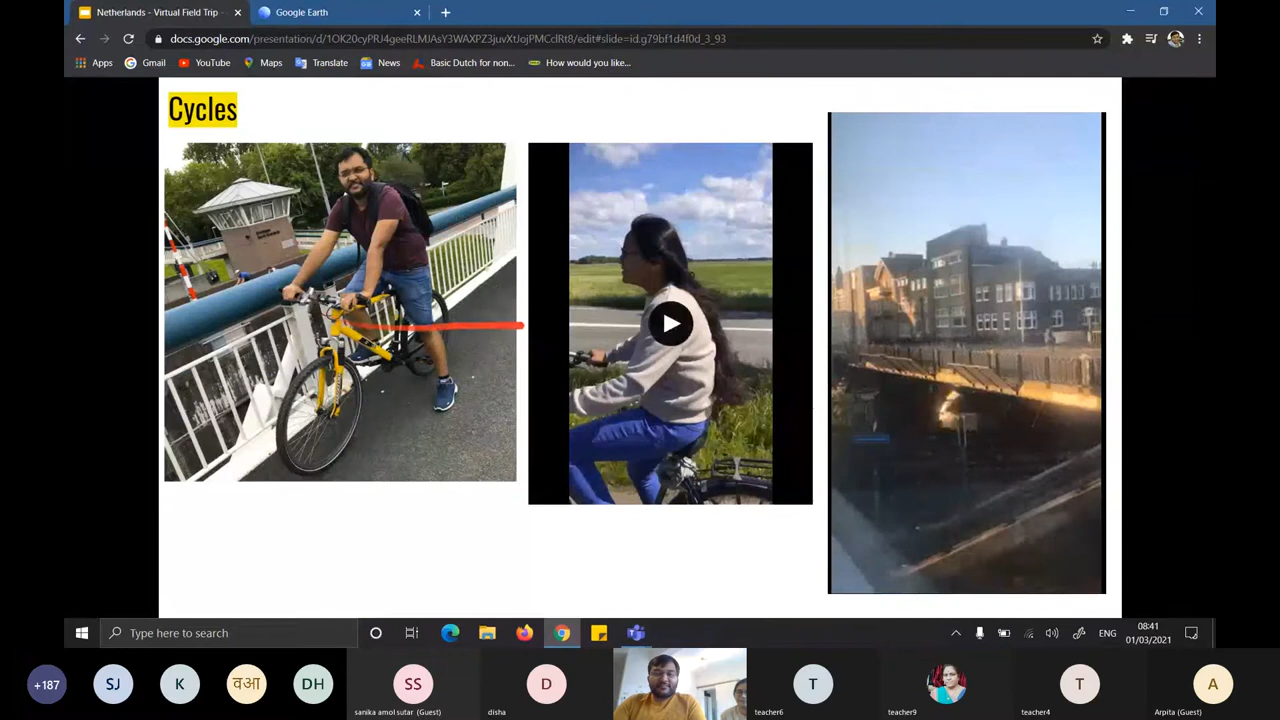 Netherlands - Virtual Field Trip -
Google Earth
docs.google.com/presentation/d/1OK20cyPRJ4geeRLMJAsY3WAXPZ3juvXtJojPMCclRt8/edit#slide=id.g79bf1d4f0d_3_93
Apps Gmail YouTube Maps Translate News Basic Dutch for non... How would you like...
Cycles
Type here to search
ENG
08:41
01/03/2021
+187 SJ K वआ DH SS D T T A
sanika amol sutar (Guest) disha teacher6 teacher9 teacher4 Arpita (Guest)